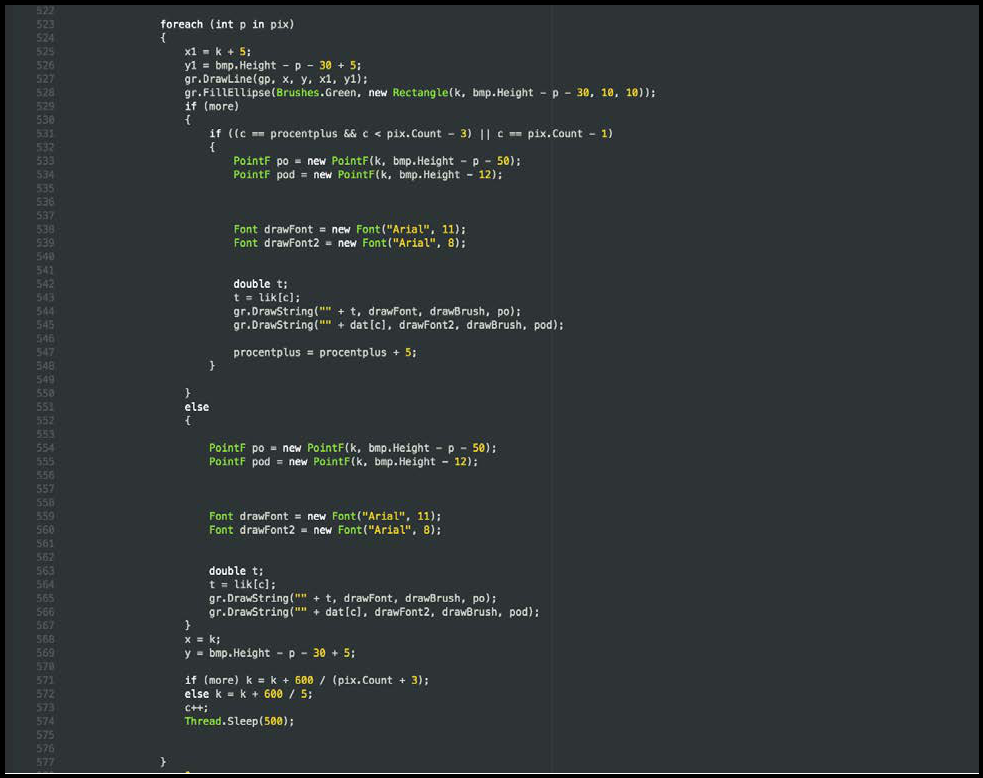 522
523 foreach (int p in pix)
524 {
525 x1 = k + 5;
526 y1 = bmp.Height - p - 30 + 5;
527 gr.DrawLine(gp, x, y, x1, y1);
528 gr.FillEllipse(Brushes.Green, new Rectangle(k, bmp.Height - p - 30, 10, 10));
529 if (more)
530 {
531 if ((c == procentplus && c < pix.Count - 3) || c == pix.Count - 1)
532 {
533 PointF po = new PointF(k, bmp.Height - p - 50);
534 PointF pod = new PointF(k, bmp.Height - 12);
535
536
537
538 Font drawFont = new Font("Arial", 11);
539 Font drawFont2 = new Font("Arial", 8);
540
541
542 double t;
543 t = lik[c];
544 gr.DrawString("" + t, drawFont, drawBrush, po);
545 gr.DrawString("" + dat[c], drawFont2, drawBrush, pod);
546
547 procentplus = procentplus + 5;
548 }
549
550 }
551 else
552 {
553
554 PointF po = new PointF(k, bmp.Height - p - 50);
555 PointF pod = new PointF(k, bmp.Height - 12);
556
557
558
559 Font drawFont = new Font("Arial", 11);
560 Font drawFont2 = new Font("Arial", 8);
561
562
563 double t;
564 t = lik[c];
565 gr.DrawString("" + t, drawFont, drawBrush, po);
566 gr.DrawString("" + dat[c], drawFont2, drawBrush, pod);
567 }
568 x = k;
569 y = bmp.Height - p - 30 + 5;
570
571 if (more) k = k + 600 / (pix.Count + 3);
572 else k = k + 600 / 5;
573 c++;
574 Thread.Sleep(500);
575
576
577 }